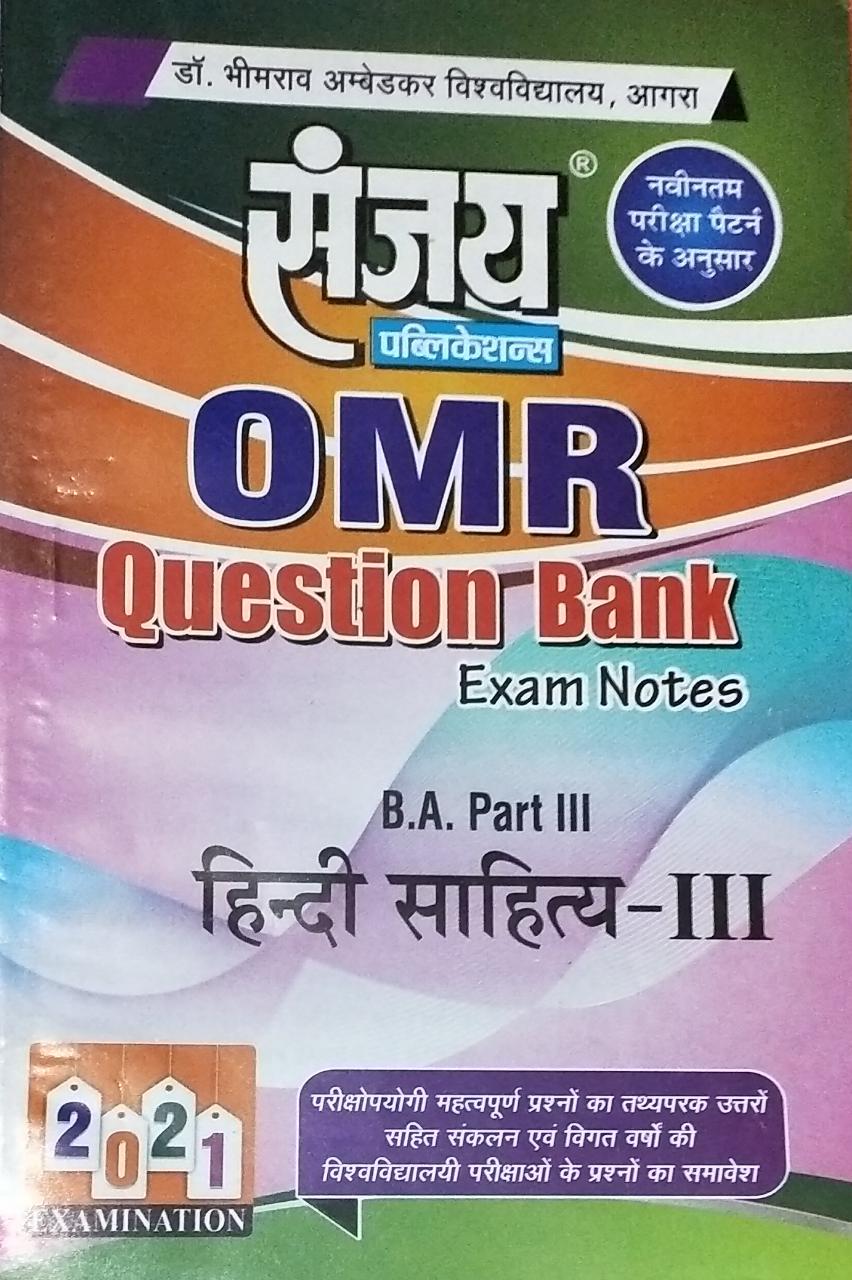 डॉ. भीमराव अम्बेडकर विश्वविद्यालय, आगरा
संजय ®
पब्लिकेशन्स
नवीनतम
परीक्षा पैटर्न
के अनुसार
OMR
Question Bank
Exam Notes
B.A. Part III
हिन्दी साहित्य-III
2021
EXAMINATION
परीक्षोपयोगी महत्वपूर्ण प्रश्नों का तथ्यपरक उत्तरों
सहित संकलन एवं विगत वर्षों की
विश्वविद्यालयी परीक्षाओं के प्रश्नों का समावेश